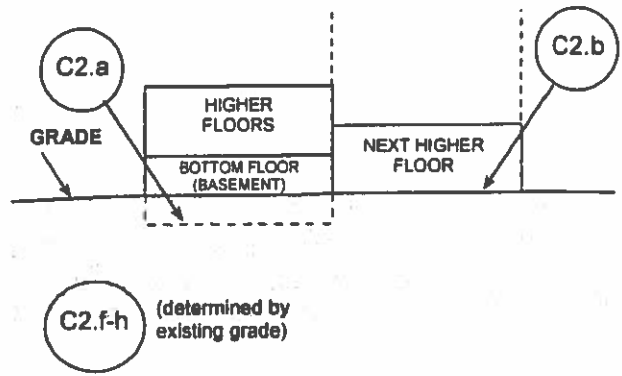 C2.a
C2.b
HIGHER
FLOORS
GRADE
NEXT HIGHER
FLOOR
BOTTOM FLOOR
(BASEMENT)
C2.f-h
(determined by
existing grade)